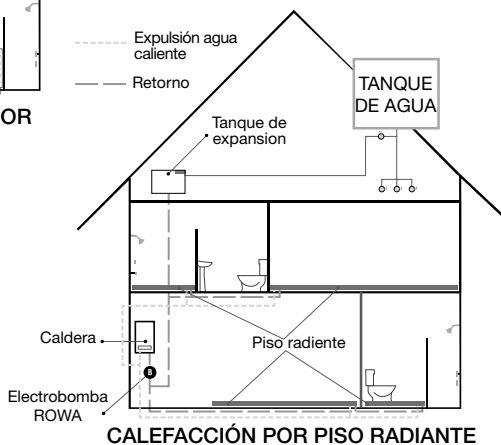 Expulsión agua
caliente
Retorno
OR
TANQUE
DE AGUA
Tanque de
expansion
Caldera
Piso radiente
B
Electrobomba
ROWA
CALEFACCIÓN POR PISO RADIANTE